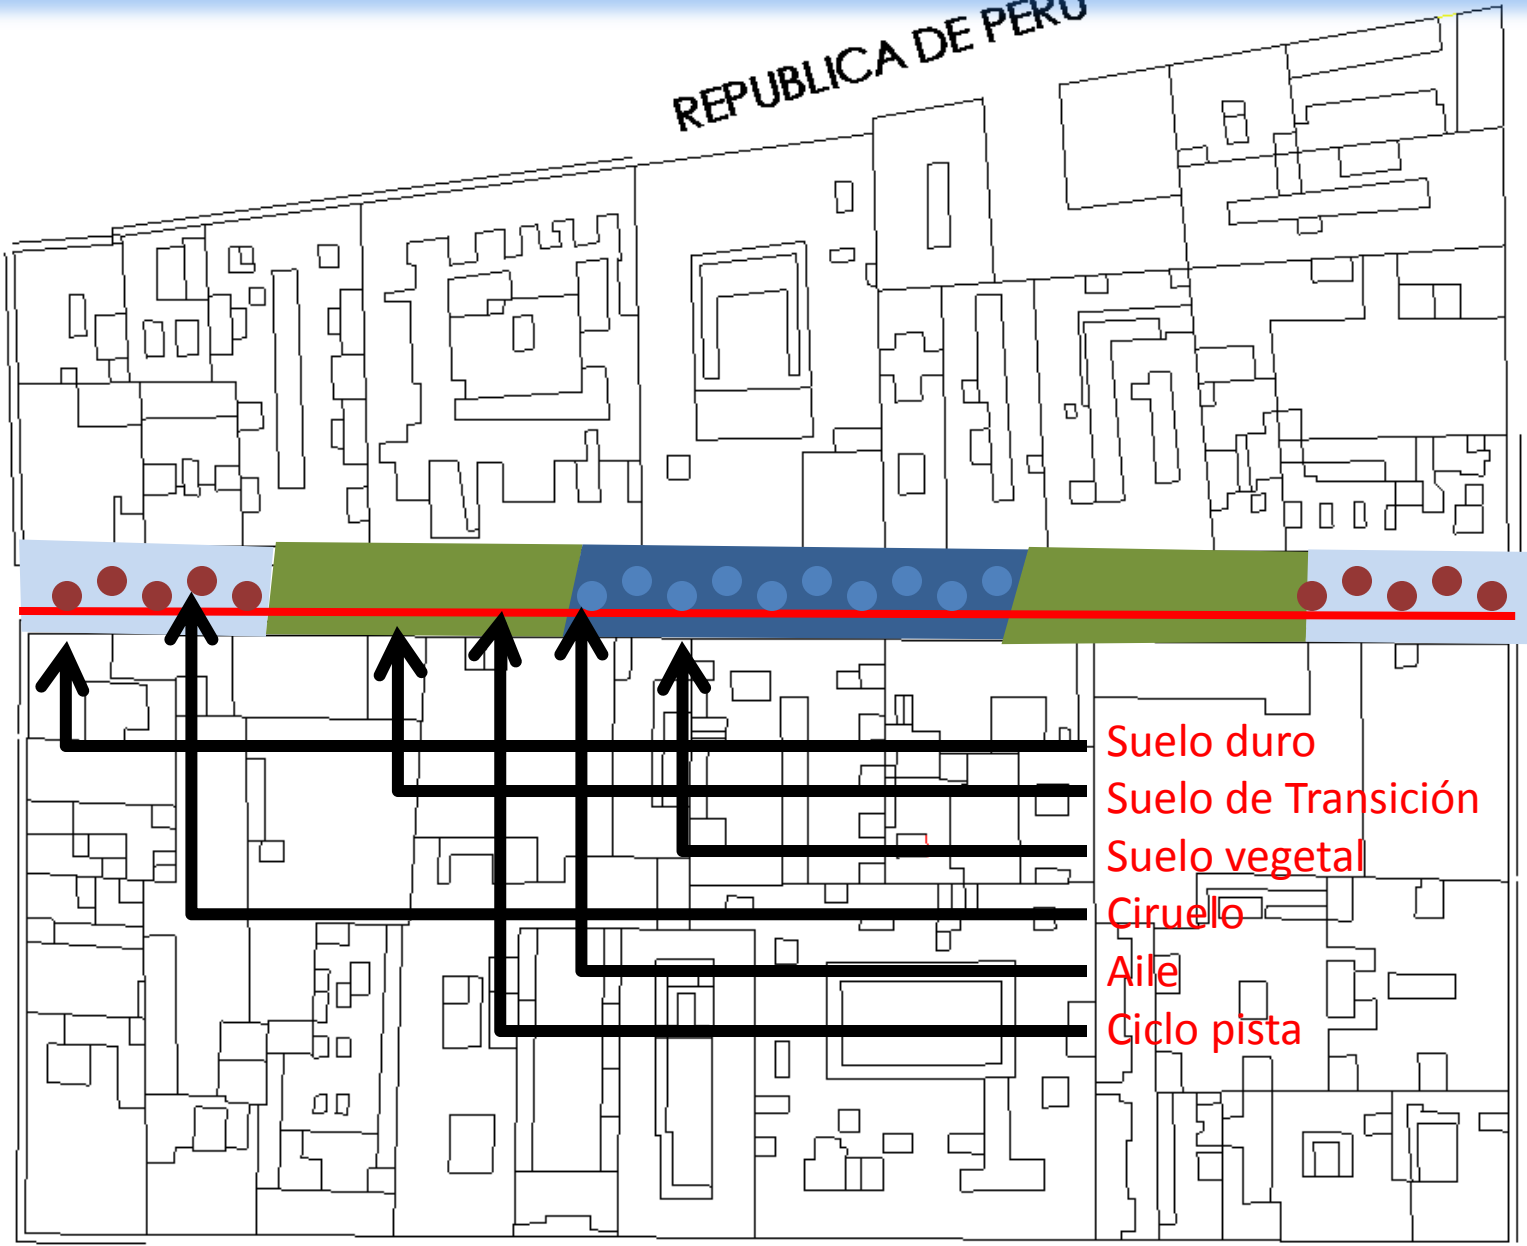 REPUBLICA DE PERU
Suelo duro
Suelo de Transición
Suelo vegetal
Ciruelo
Aile
Ciclo pista